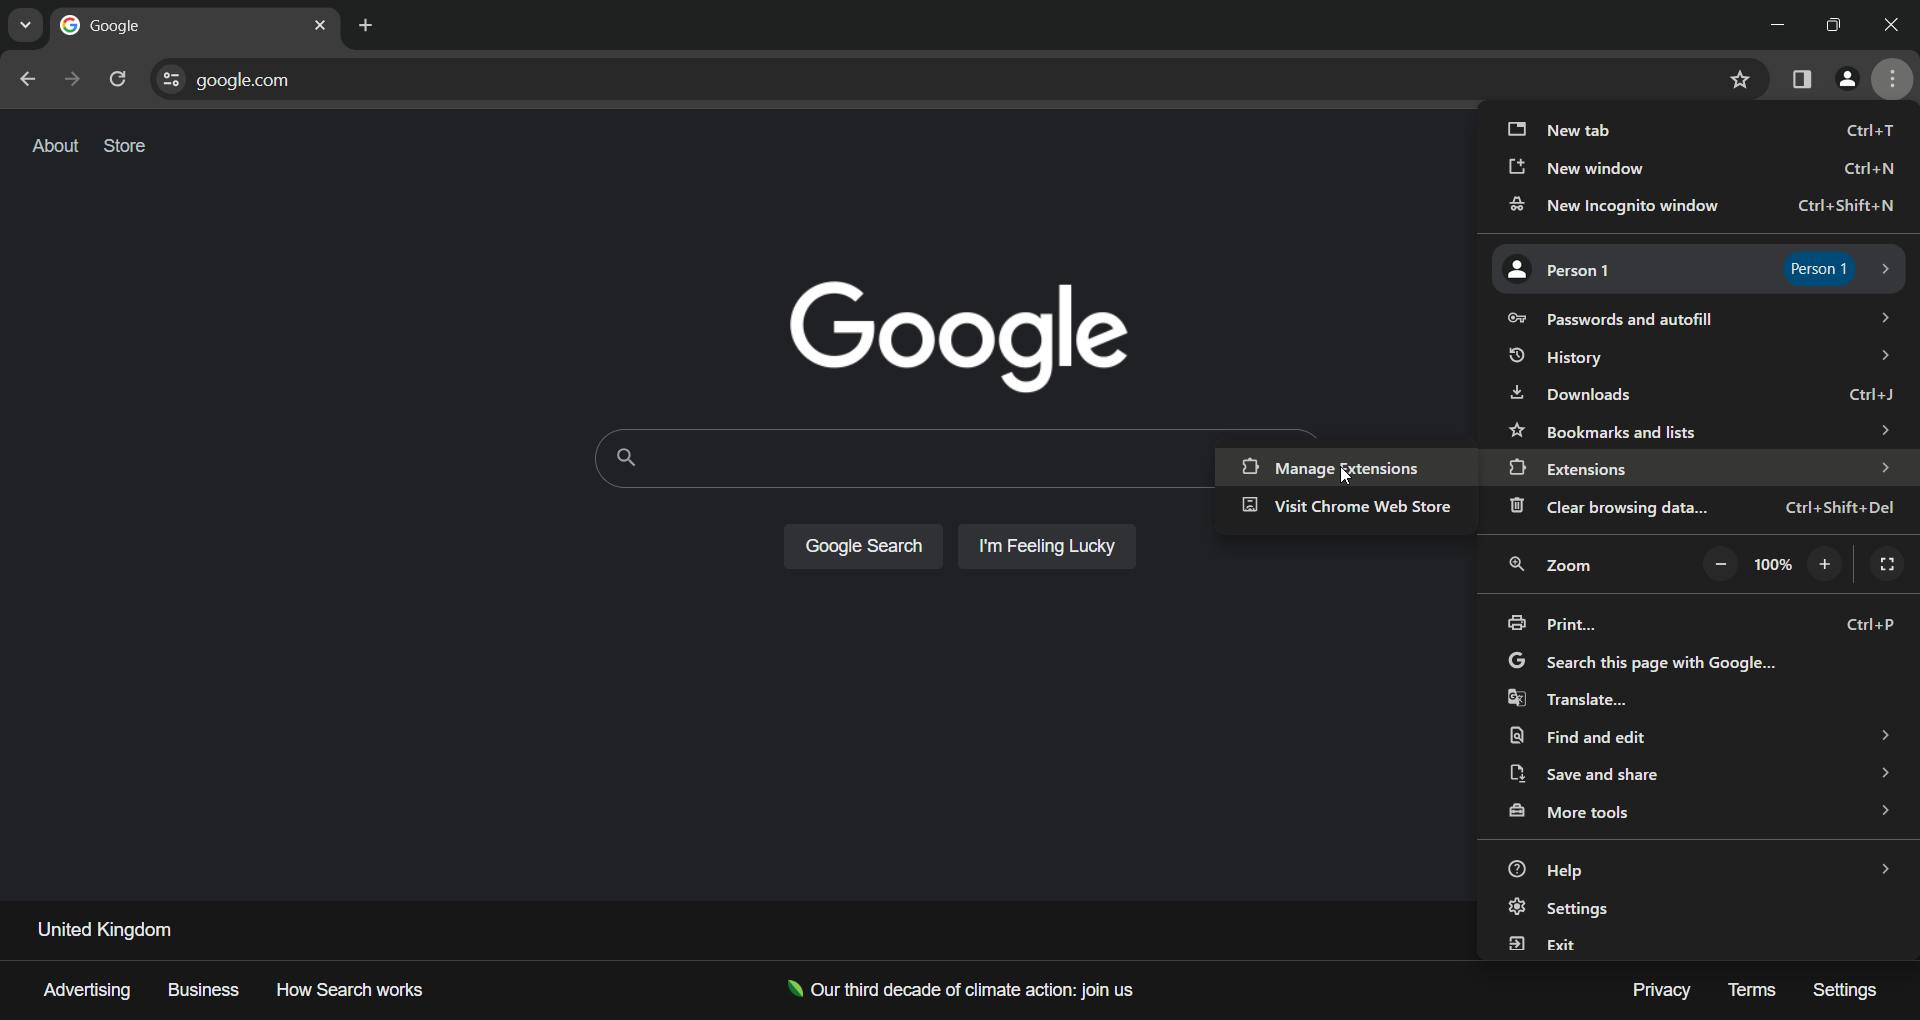 Google
google.com
About Store
Google
Google Search I'm Feeling Lucky
New tab Ctrl+T
New window Ctrl+N
New Incognito window Ctrl+Shift+N
Person 1 Person 1
Passwords and autofill
History
Downloads Ctrl+J
Bookmarks and lists
Extensions
Manage Extensions
Visit Chrome Web Store
Clear browsing data... Ctrl+Shift+Del
Zoom − 100% +
Print... Ctrl+P
Search this page with Google...
Translate...
Find and edit
Save and share
More tools
Help
Settings
Exit
United Kingdom
Advertising Business How Search works Our third decade of climate action: join us Privacy Terms Settings